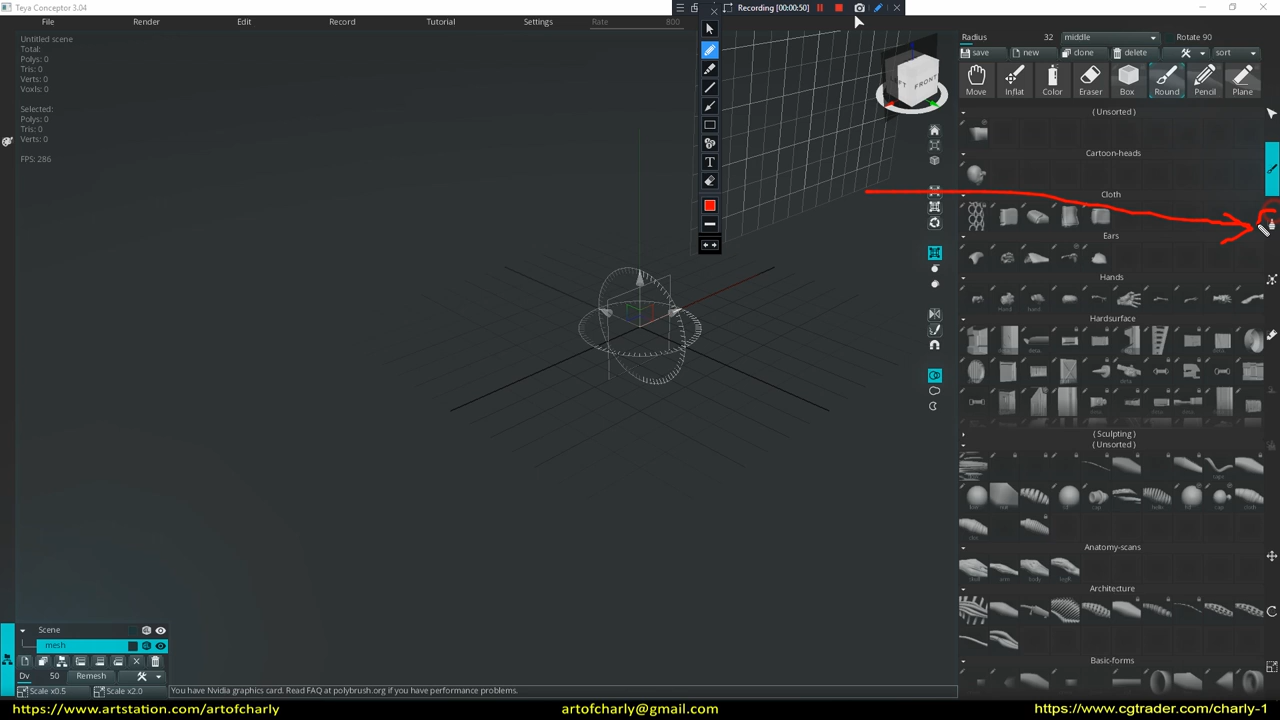 Teya Conceptor 3.04
Recording [00:00:50]
File
Render
Edit
Record
Tutorial
Settings
Rate
800
Radius
32
middle
Rotate 90
save
new
clone
delete
sort
Move
Inflat
Color
Eraser
Box
Round
Pencil
Plane
Untitled scene
Total:
Polys: 0
Tris: 0
Verts: 0
Voxls: 0
Selected:
Polys: 0
Tris: 0
Verts: 0
FPS: 286
LEFT
FRONT
T
( Unsorted )
Cartoon-heads
Cloth
Ears
Hands
Hardsurface
( Sculpting )
( Unsorted )
Anatomy-scans
Architecture
Basic-forms
Scene
mesh
Dv
50
Remesh
Scale x0.5
Scale x2.0
You have Nvidia graphics card. Read FAQ at polybrush.org if you have performance problems.
https://www.artstation.com/artofcharly
artofcharly@gmail.com
https://www.cgtrader.com/charly-1